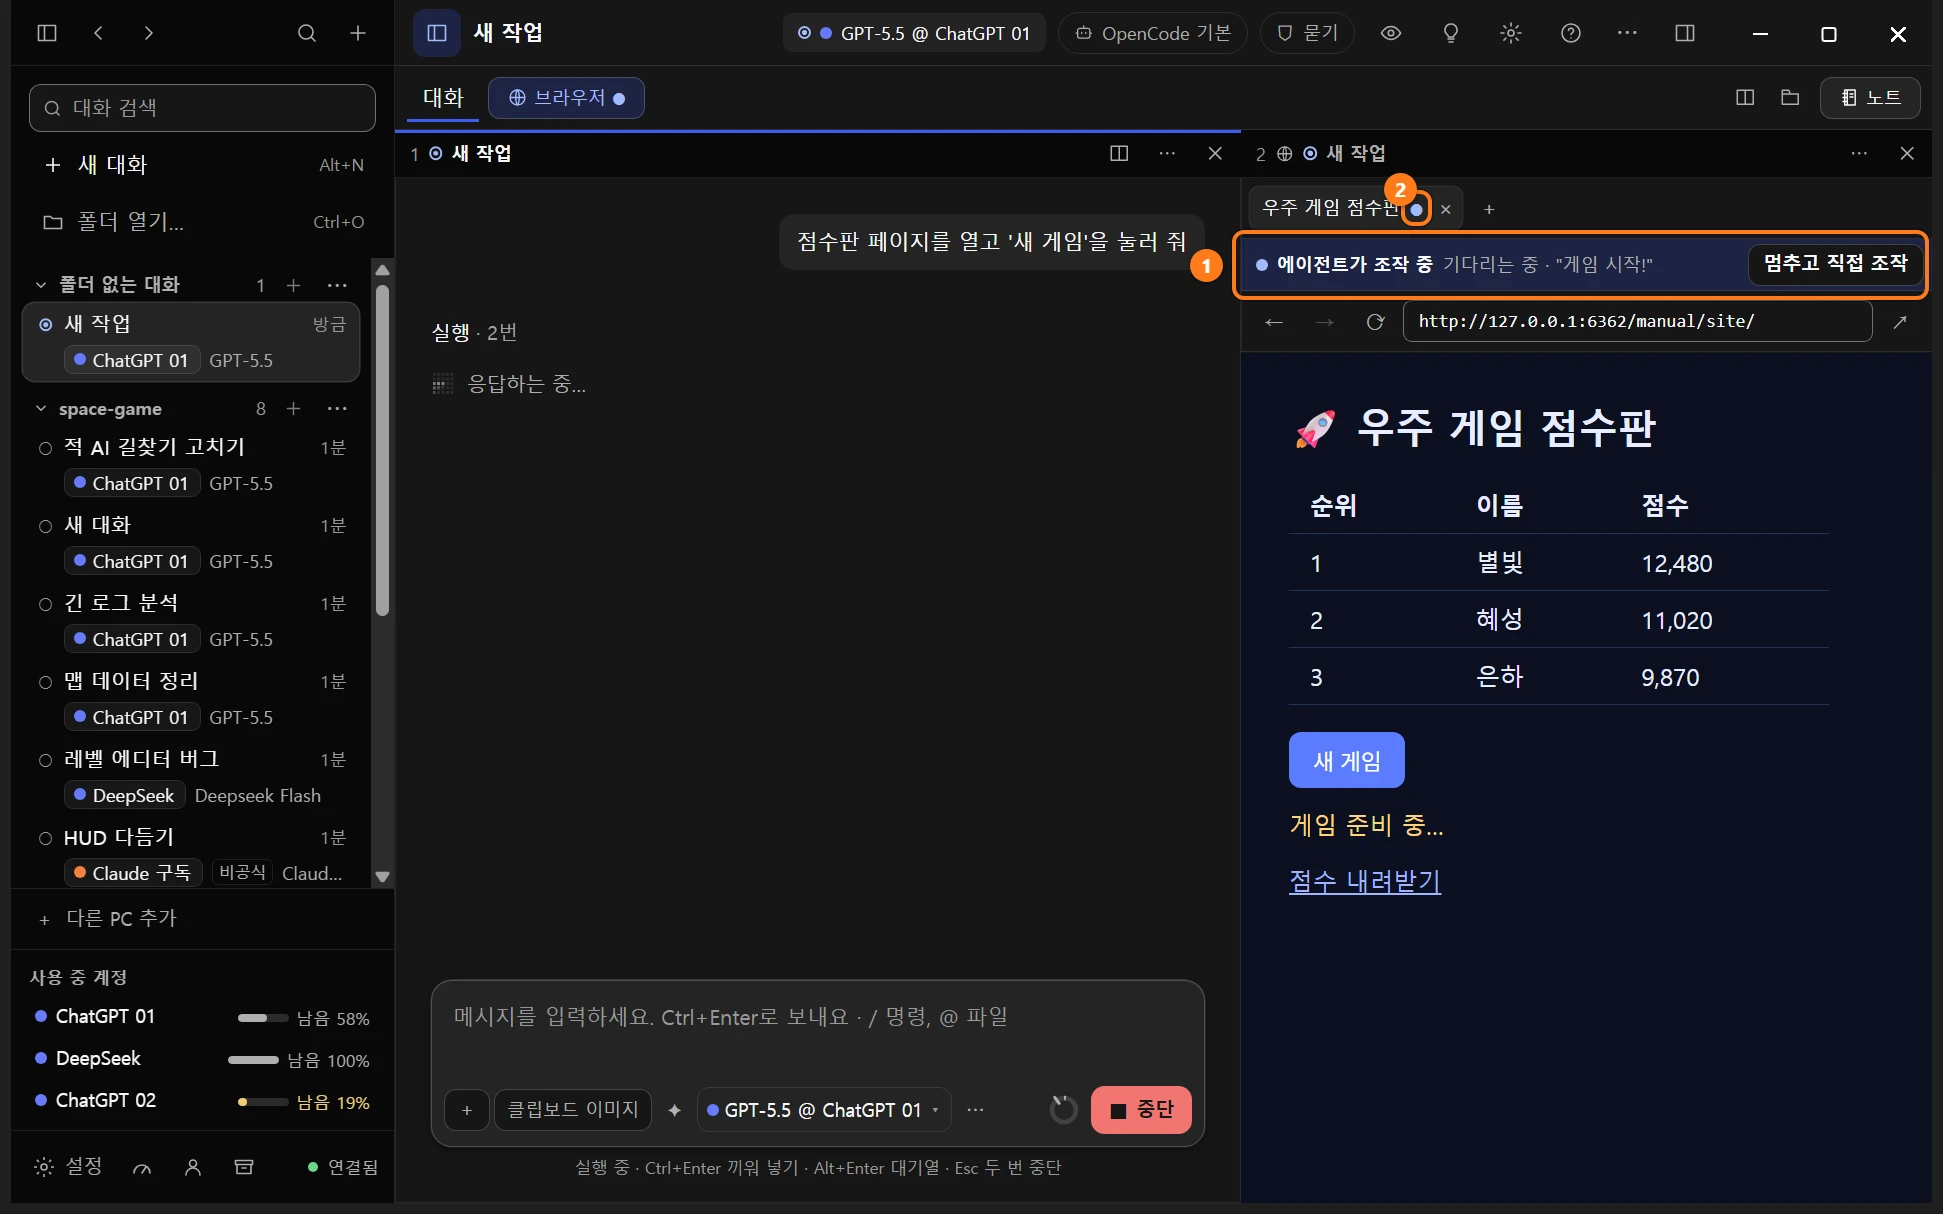 새 작업
GPT-5.5 @ ChatGPT 01
OpenCode 기본
묻기
대화 검색
새 대화 Alt+N
폴더 열기... Ctrl+O
폴더 없는 대화 1
새 작업 방금
ChatGPT 01 GPT-5.5
space-game 8
적 AI 길찾기 고치기 1분
ChatGPT 01 GPT-5.5
새 대화 1분
ChatGPT 01 GPT-5.5
긴 로그 분석 1분
ChatGPT 01 GPT-5.5
맵 데이터 정리 1분
ChatGPT 01 GPT-5.5
레벨 에디터 버그 1분
DeepSeek Deepseek Flash
HUD 다듬기 1분
Claude 구독 비공식 Claud...
+ 다른 PC 추가
사용 중 계정
ChatGPT 01 남음 58%
DeepSeek 남음 100%
ChatGPT 02 남음 19%
설정 연결됨
대화 브라우저
노트
1 새 작업
점수판 페이지를 열고 '새 게임'을 눌러 줘
실행 · 2번
응답하는 중...
메시지를 입력하세요. Ctrl+Enter로 보내요 · / 명령, @ 파일
+ 클립보드 이미지 GPT-5.5 @ ChatGPT 01 중단
실행 중 · Ctrl+Enter 끼워 넣기 · Alt+Enter 대기열 · Esc 두 번 중단
2 새 작업
우주 게임 점수판
2
1
에이전트가 조작 중 기다리는 중 · "게임 시작!" 멈추고 직접 조작
http://127.0.0.1:6362/manual/site/
우주 게임 점수판
순위 이름 점수
1 별빛 12,480
2 혜성 11,020
3 은하 9,870
새 게임
게임 준비 중...
점수 내려받기